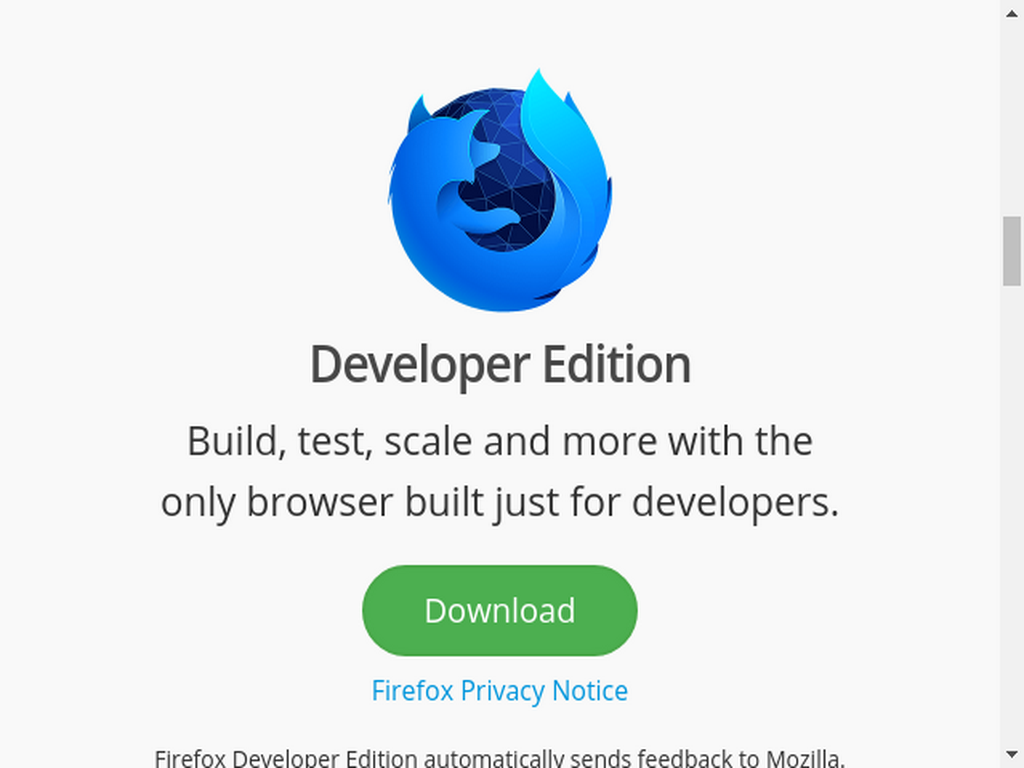 Developer Edition
Build, test, scale and more with the
only browser built just for developers.
Download
Firefox Privacy Notice
Firefox Developer Edition automatically sends feedback to Mozilla.